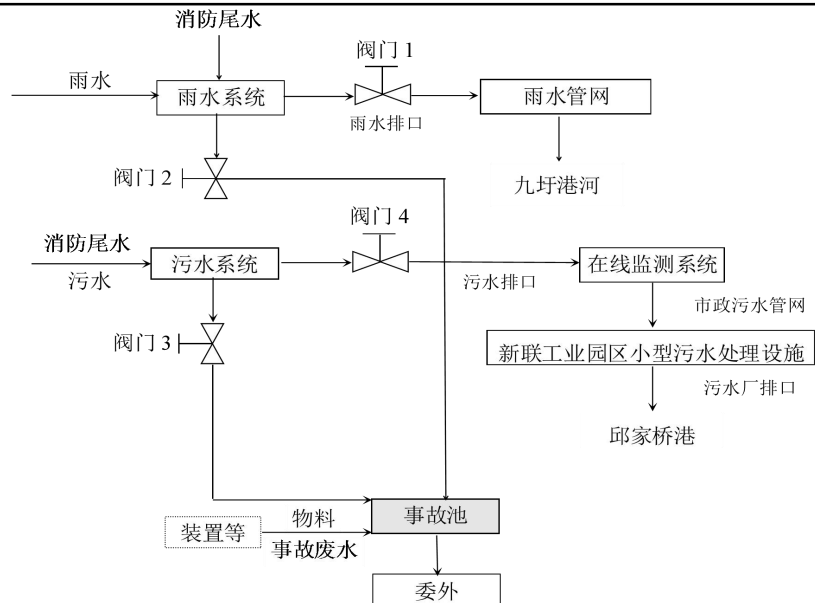 消防尾水
阀门 1
雨水
雨水系统
雨水管网
雨水排口
阀门 2
九圩港河
阀门 4
消防尾水
污水系统
在线监测系统
污水
污水排口
市政污水管网
阀门 3
新联工业园区小型污水处理设施
污水厂排口
邱家桥港
物料
事故池
装置等
事故废水
委外